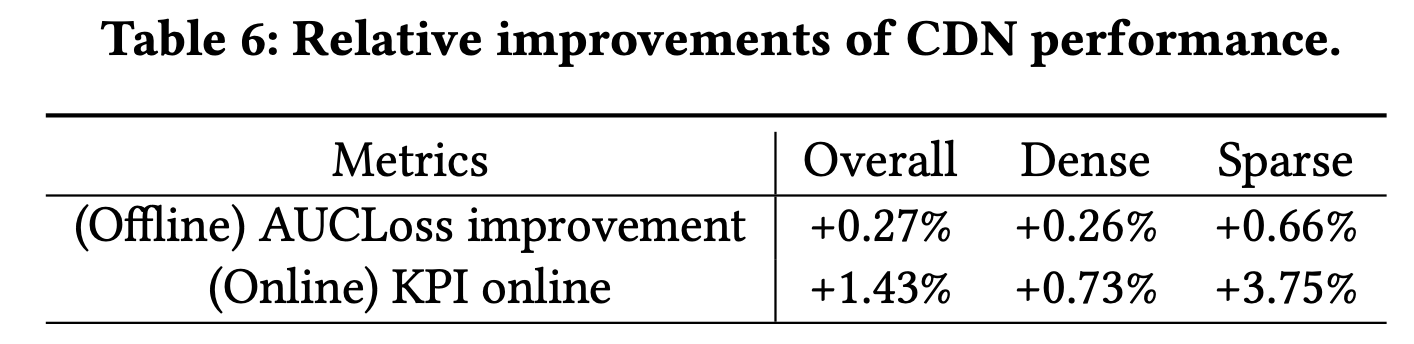 Table 6: Relative improvements of CDN performance.
Metrics Overall Dense Sparse
(Offline) AUCLoss improvement +0.27% +0.26% +0.66%
(Online) KPI online +1.43% +0.73% +3.75%